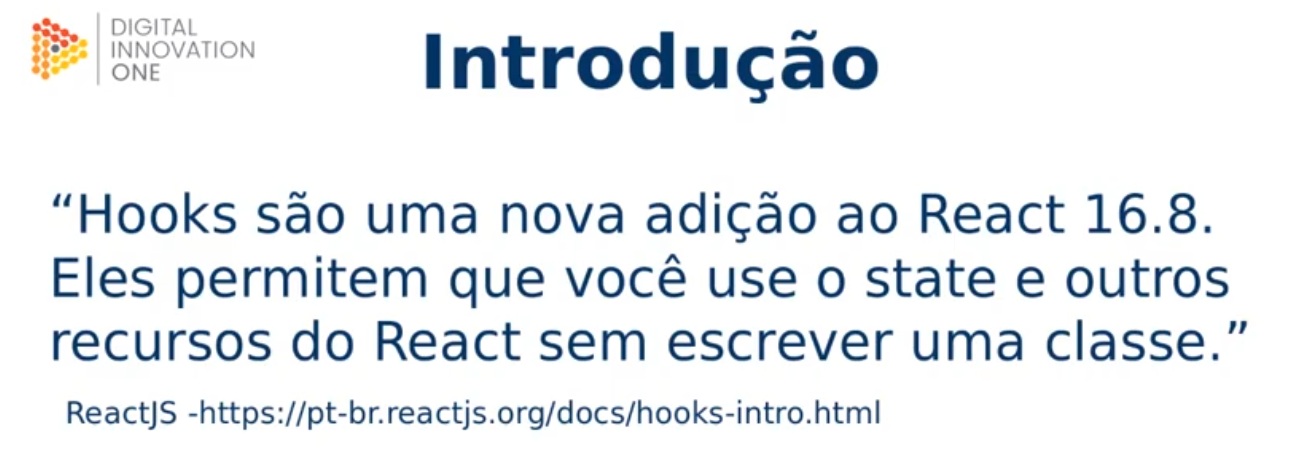 DIGITAL
INNOVATION
ONE
Introdução
“Hooks são uma nova adição ao React 16.8.
Eles permitem que você use o state e outros
recursos do React sem escrever uma classe.”
ReactJS -https://pt-br.reactjs.org/docs/hooks-intro.html